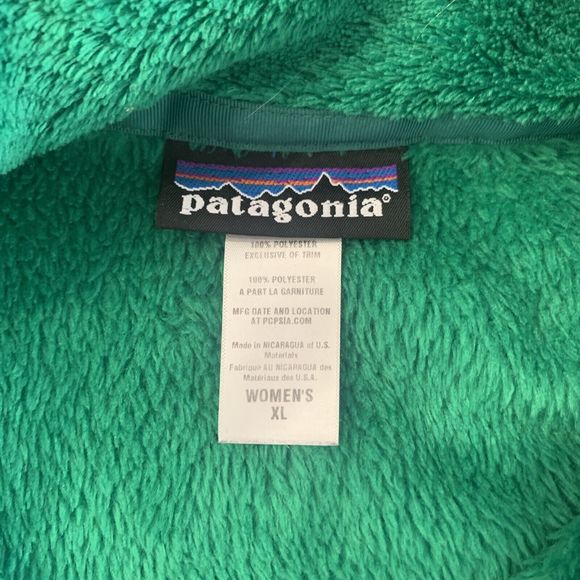 patagonia®
100% POLYESTER
EXCLUSIVE OF TRIM
100% POLYESTER
A PART LA GARNITURE
MFG DATE AND LOCATION
AT PCPSIA.COM
Made in NICARAGUA of U.S.
Materials
Fabriqué AU NICARAGUA des
Matériaux des U.S.A.
WOMEN'S
XL